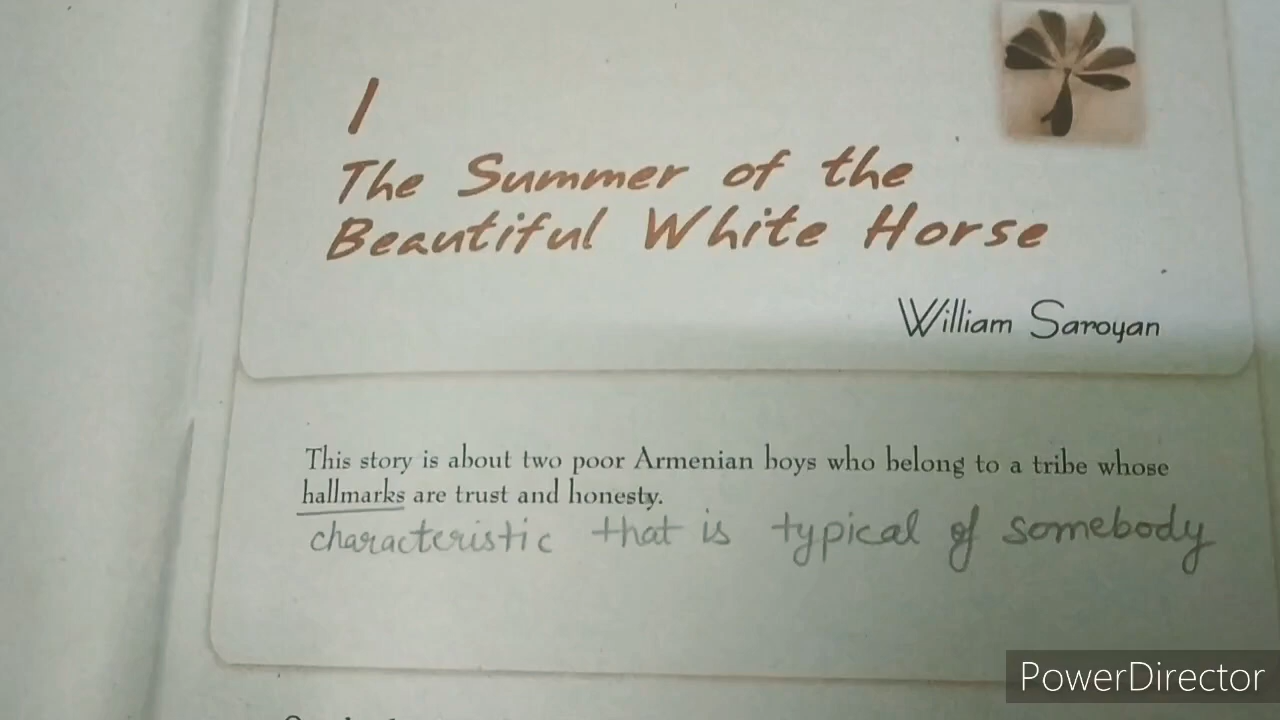 1
The Summer of the
Beautiful White Horse
William Saroyan
This story is about two poor Armenian boys who belong to a tribe whose
hallmarks are trust and honesty.
characteristic that is typical of somebody
PowerDirector